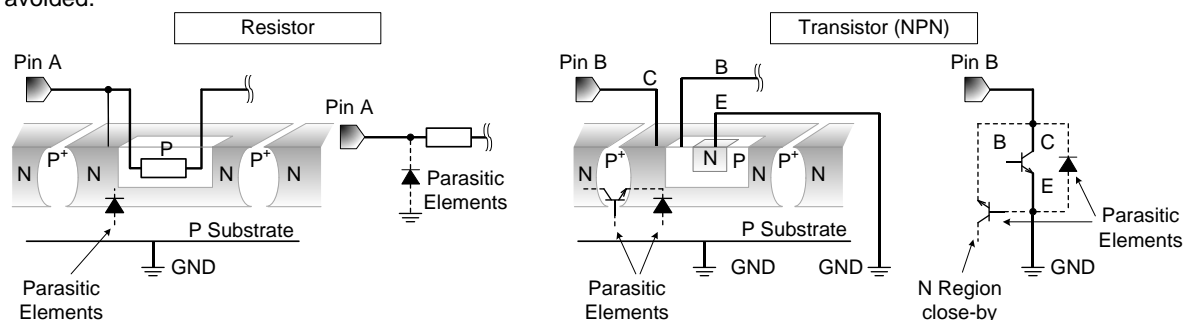 avoided.
Resistor
Transistor (NPN)
Pin A
Pin B
Pin B
C
B
E
Pin A
P
N
P+
N
N
P+
N
Parasitic
Elements
N
P+
N
N
P
N
P+
N
B
C
E
Parasitic
Elements
P Substrate
P Substrate
GND
GND
GND
GND
Parasitic
Elements
Parasitic
Elements
N Region
close-by